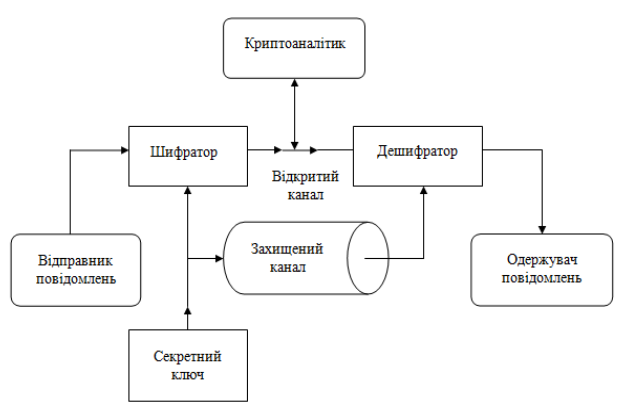 Криптоаналітик
Шифратор
Дешифратор
Відкритий
канал
Відправник
повідомлень
Захищений
канал
Одержувач
повідомлень
Секретний
ключ